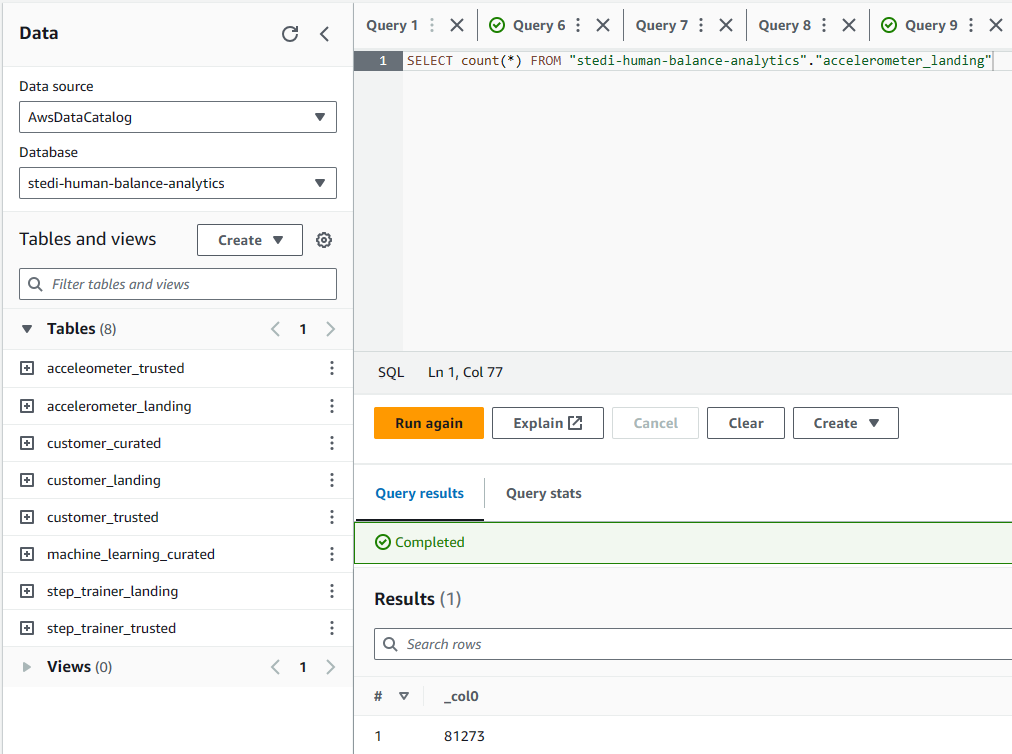 Data
Data source
AwsDataCatalog
Database
stedi-human-balance-analytics
Tables and views
Create
Filter tables and views
Tables (8)
1
acceleometer_trusted
accelerometer_landing
customer_curated
customer_landing
customer_trusted
machine_learning_curated
step_trainer_landing
step_trainer_trusted
Views (0)
1
Query 1
Query 6
Query 7
Query 8
Query 9
1 SELECT count(*) FROM "stedi-human-balance-analytics"."accelerometer_landing"
SQL Ln 1, Col 77
Run again
Explain
Cancel
Clear
Create
Query results
Query stats
Completed
Results (1)
Search rows
# _col0
1 81273